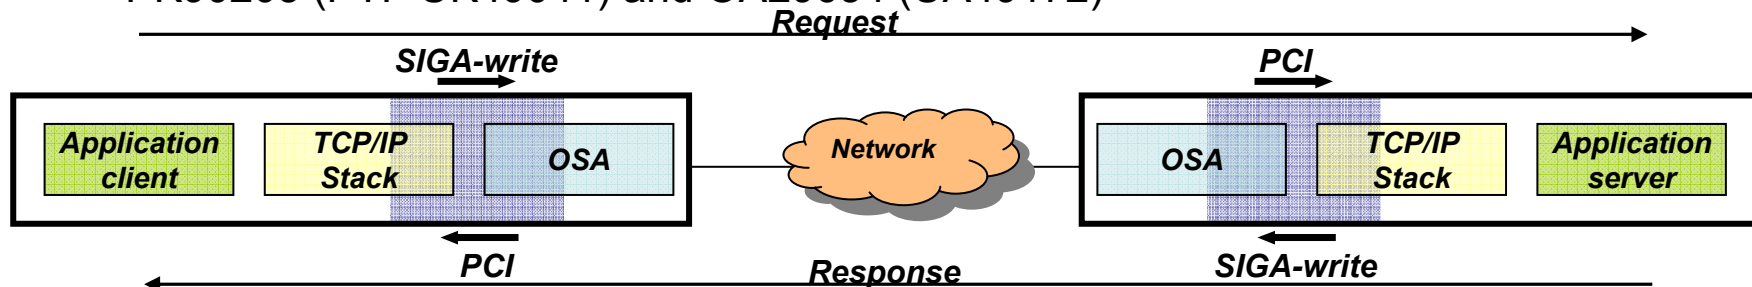 Request
SIGA-write
PCI
Application
client
TCP/IP
Stack
OSA
Network
OSA
TCP/IP
Stack
Application
server
PCI
Response
SIGA-write